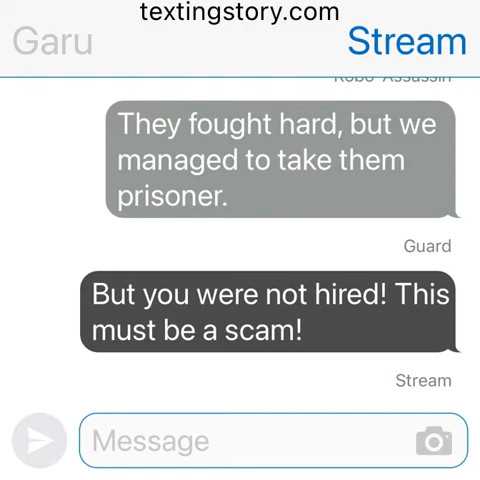 textingstory.com
Garu
Stream
Robo-Assassin
They fought hard, but we
managed to take them
prisoner.
Guard
But you were not hired! This
must be a scam!
Stream
Message